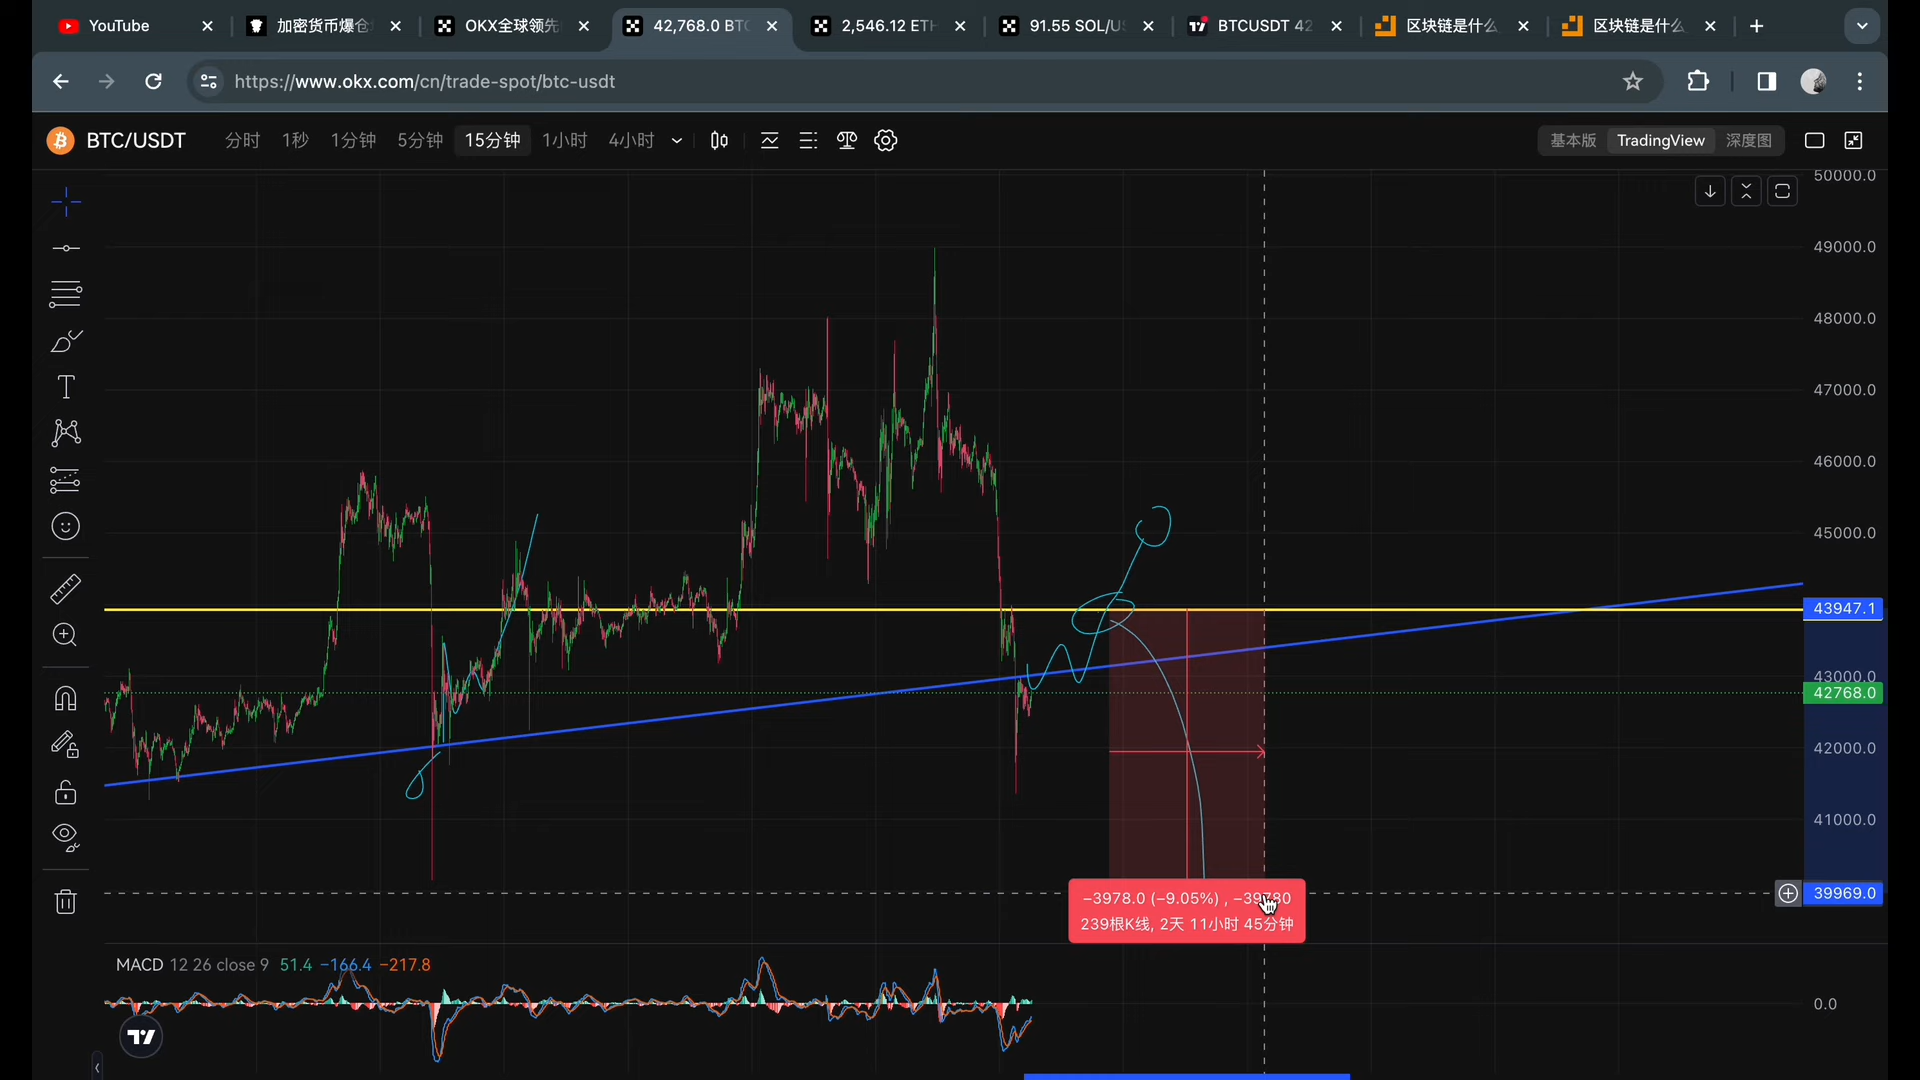 YouTube
加密货币爆仓
OKX全球领先
42,768.0 BTC
2,546.12 ETH
91.55 SOL/US
BTCUSDT 42
区块链是什么
区块链是什么
https://www.okx.com/cn/trade-spot/btc-usdt
BTC/USDT 分时 1秒 1分钟 5分钟 15分钟 1小时 4小时
基本版 TradingView 深度图
50000.0
49000.0
48000.0
47000.0
46000.0
45000.0
43947.1
43000.0
42768.0
42000.0
41000.0
39969.0
−3978.0 (−9.05%) , −39780
239根K线, 2天 11小时 45分钟
MACD 12 26 close 9 51.4 −166.4 −217.8
0.0